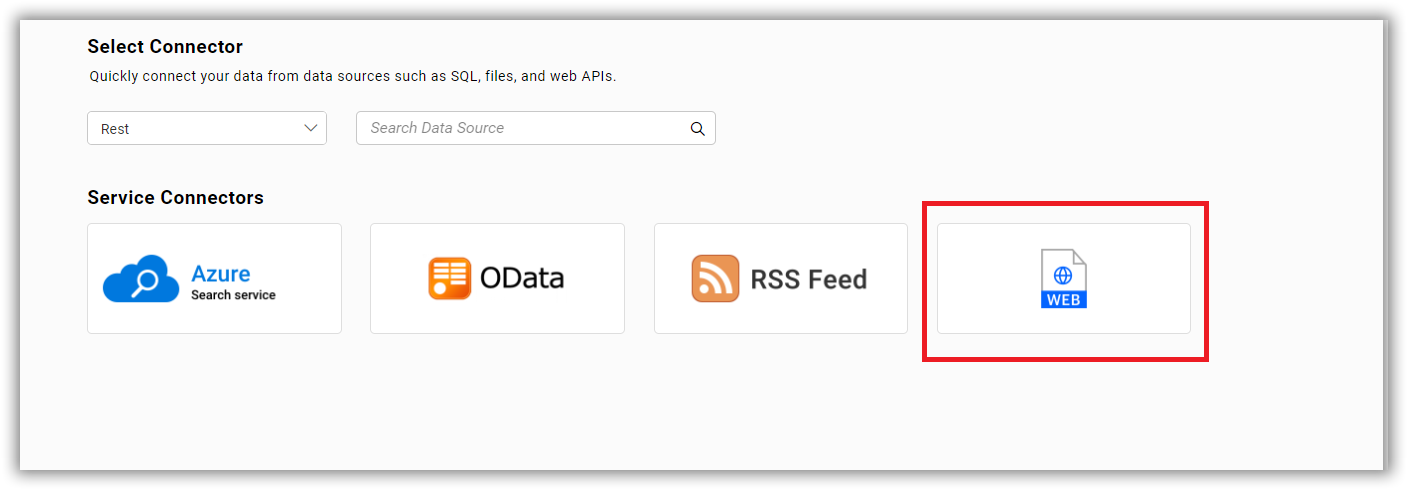 Select Connector
Quickly connect your data from data sources such as SQL, files, and web APIs.
Rest
Search Data Source
Service Connectors
Azure
Search service
OData
RSS Feed
WEB